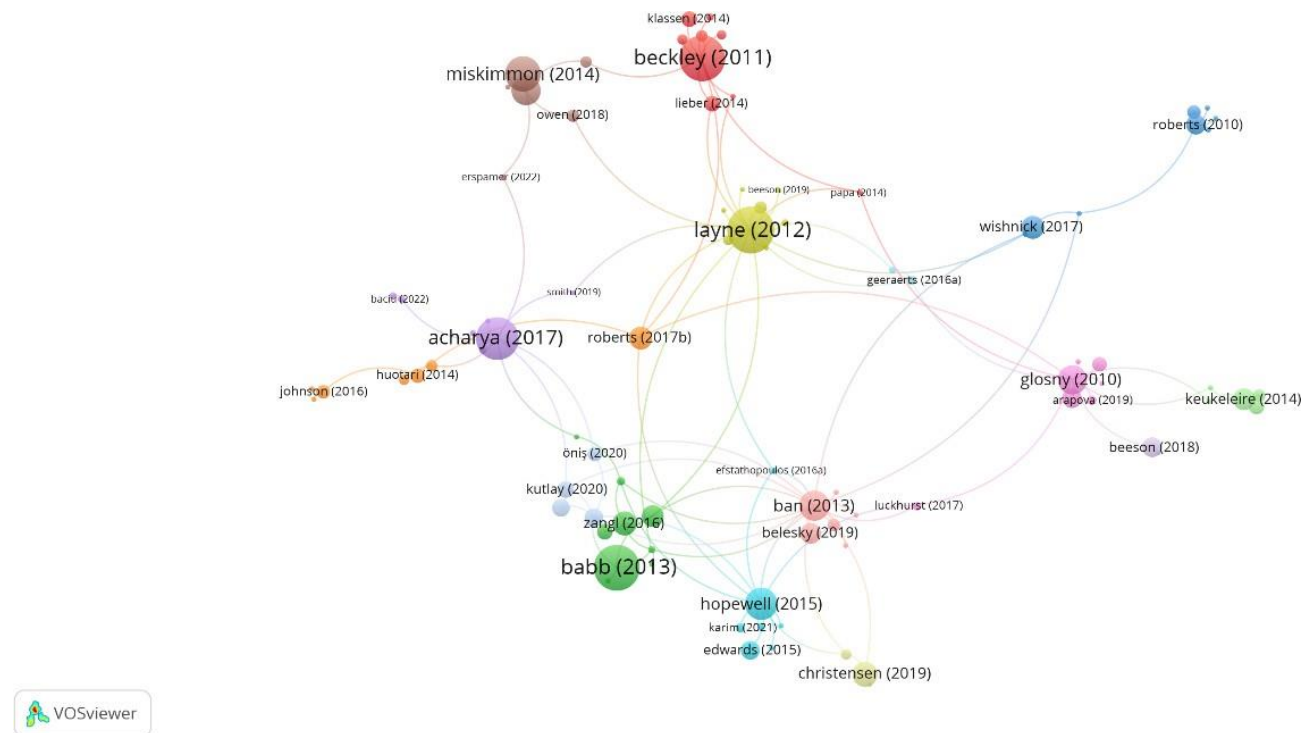 klassen (2014)
beckley (2011)
miskimmon (2014)
lieber (2014)
owen (2018)
roberts (2010)
erspamer (2022)
beeson (2019)
papa (2014)
layne (2012)
wishnick (2017)
geeraerts (2016a)
smith (2019)
bacic (2022)
acharya (2017)
roberts (2017b)
huotari (2014)
glosny (2010)
johnson (2016)
arapova (2019)
keukeleire (2014)
beeson (2018)
öniş (2020)
efstathopoulos (2016a)
kutlay (2020)
ban (2013)
luckhurst (2017)
zangl (2016)
belesky (2019)
babb (2013)
hopewell (2015)
karim (2021)
edwards (2015)
christensen (2019)
VOSviewer